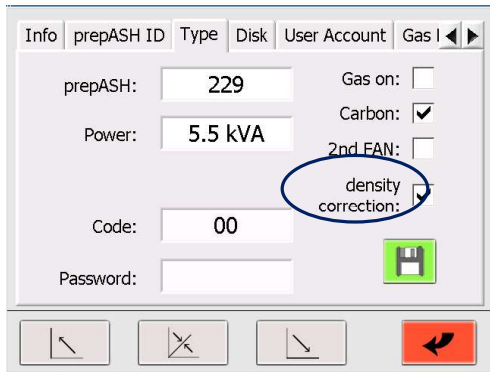 Info prepASH ID Type Disk User Account Gas
prepASH: 229 Gas on:
Power: 5.5 kVA Carbon:
2nd FAN:
density
correction:
Code: 00
Password: